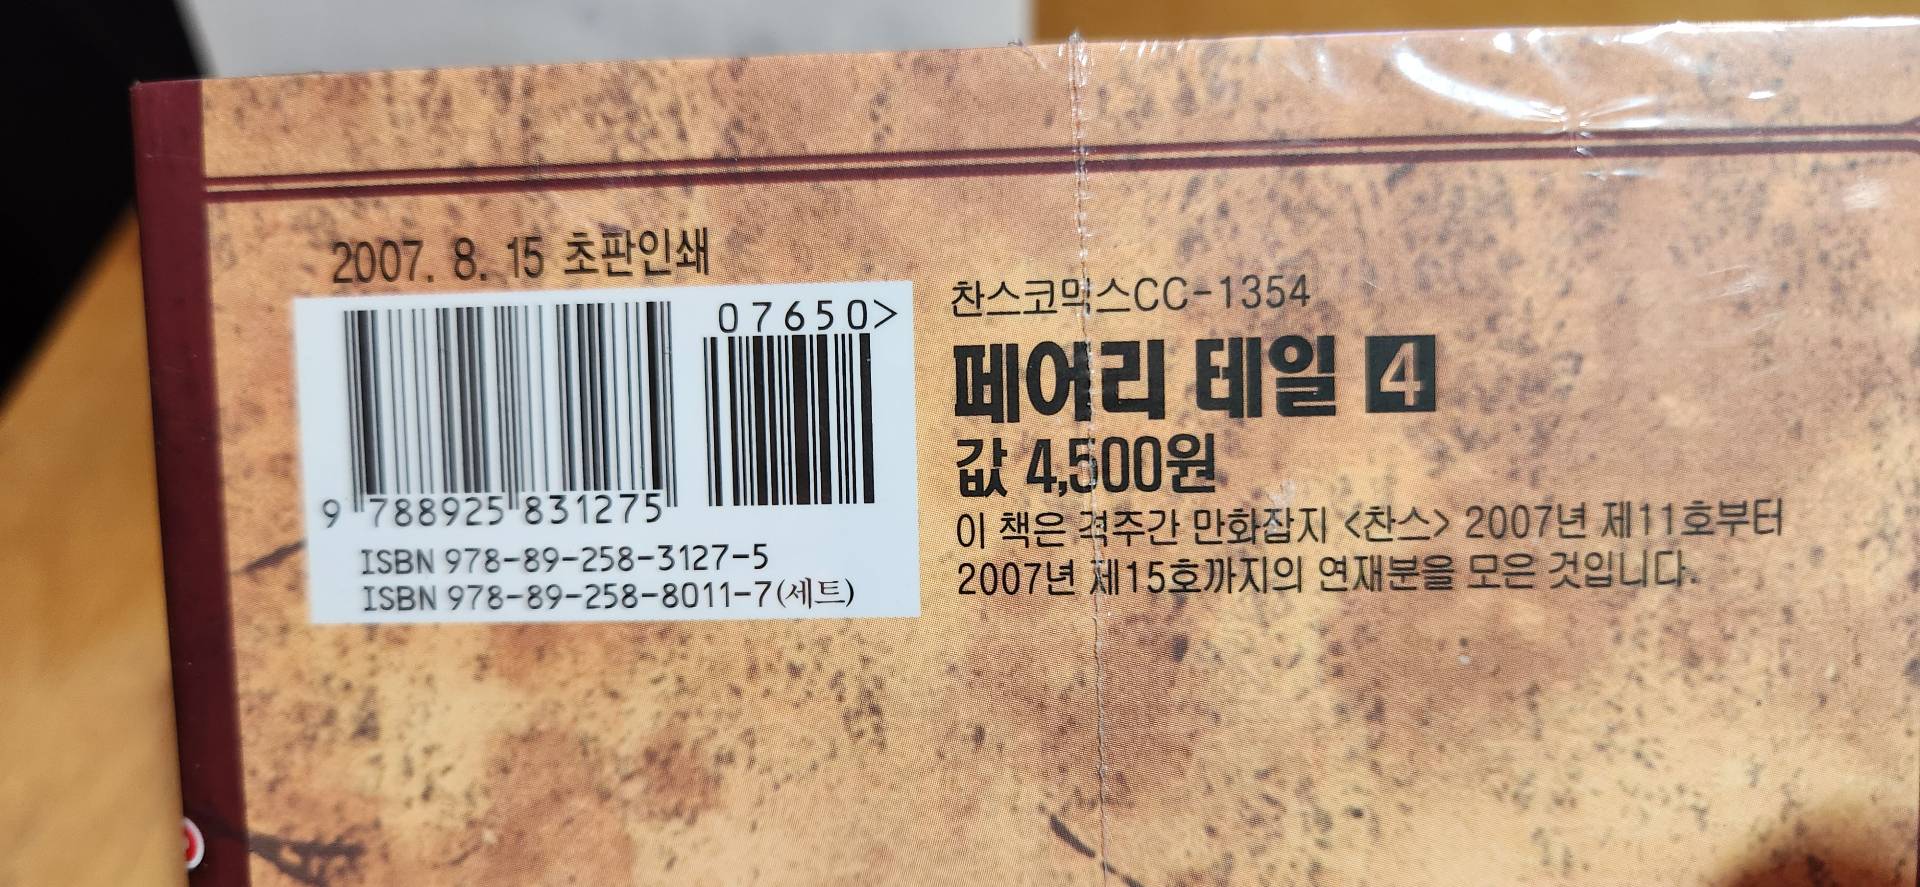 2007. 8. 15 초판인쇄
07650>
9 788925 831275
ISBN 978-89-258-3127-5
ISBN 978-89-258-8011-7(세트)
찬스코믹스CC-1354
페어리 테일 4
값 4,500원
이 책은 격주간 만화잡지 <찬스> 2007년 제11호부터
2007년 제15호까지의 연재분을 모은 것입니다.